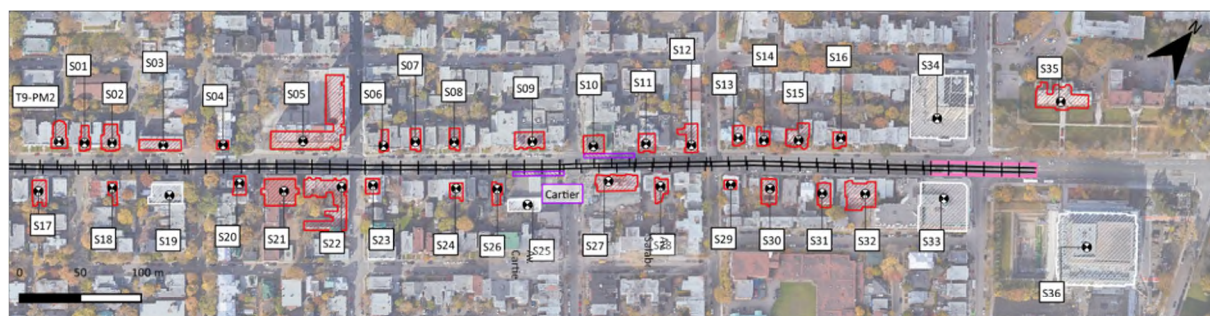 N
S12
S07
S14
S01
S03
S16
S34
S35
S02
S06
S08
S09
S10
S11
S13
T9-PM2
S04
S05
S15
Cartier
S17
S18
S19
S20
S21
S22
S23
S24
S26
S25
S27
S28
S29
S30
S31
S32
S33
Av.
Cartie
0 50 100 m
S36